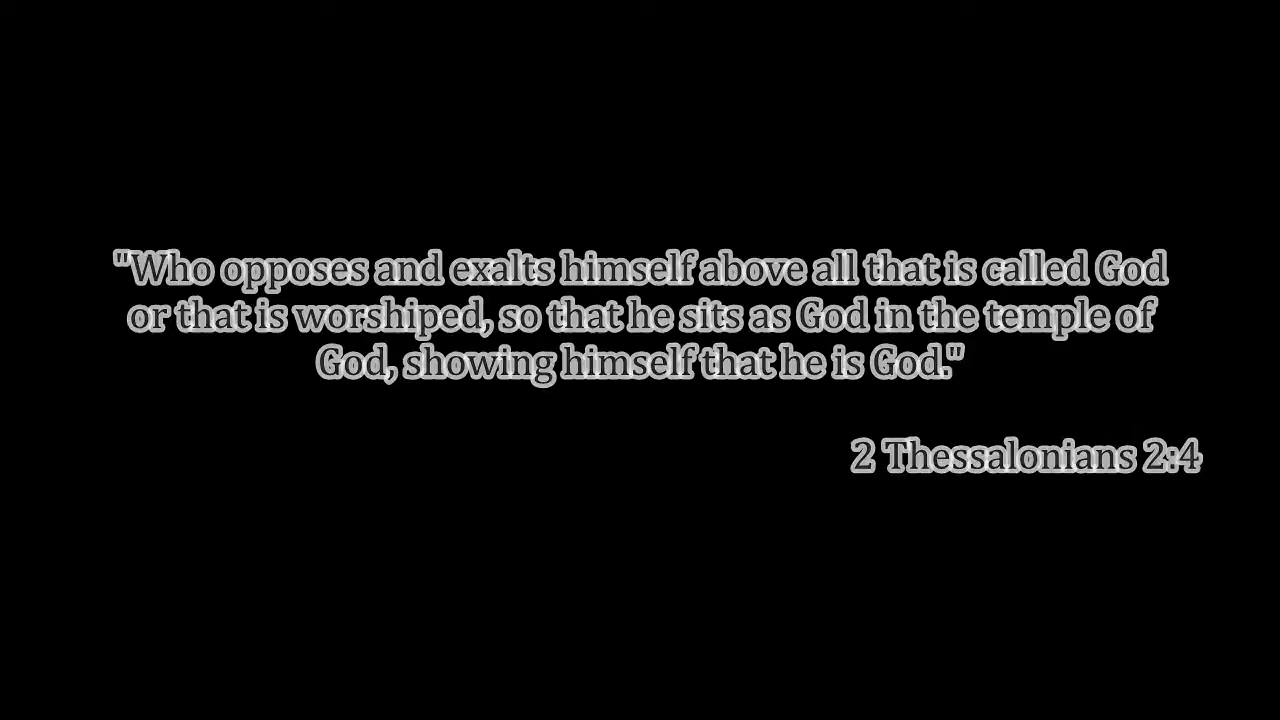 "Who opposes and exalts himself above all that is called God
or that is worshiped, so that he sits as God in the temple of
God, showing himself that he is God."
2 Thessalonians 2:4